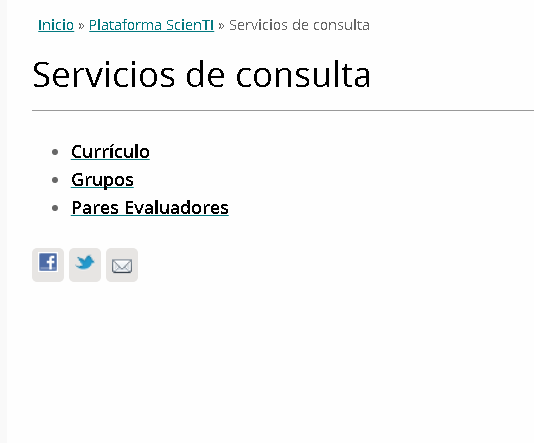 Inicio » Plataforma ScienTI » Servicios de consulta
Servicios de consulta
Currículo
Grupos
Pares Evaluadores